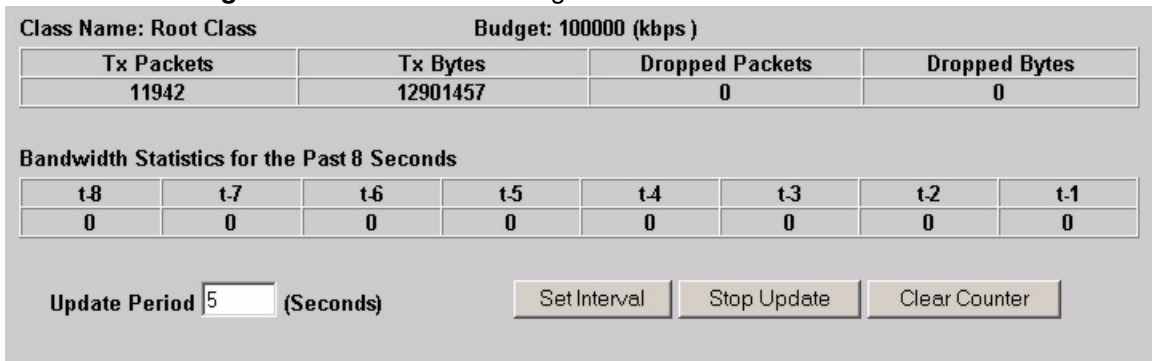 Class Name: Root Class Budget: 100000 (kbps )
Tx Packets Tx Bytes Dropped Packets Dropped Bytes
11942 12901457 0 0
Bandwidth Statistics for the Past 8 Seconds
t-8 t-7 t-6 t-5 t-4 t-3 t-2 t-1
0 0 0 0 0 0 0 0
Update Period 5 (Seconds) Set Interval Stop Update Clear Counter